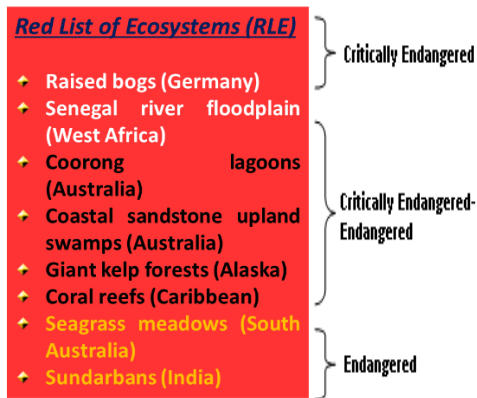 Red List of Ecosystems (RLE)
Critically Endangered
Raised bogs (Germany)
Senegal river floodplain
(West Africa)
Coorong lagoons
(Australia)
Critically Endangered-
Endangered
Coastal sandstone upland
swamps (Australia)
Giant kelp forests (Alaska)
Coral reefs (Caribbean)
Seagrass meadows (South
Australia)
Endangered
Sundarbans (India)